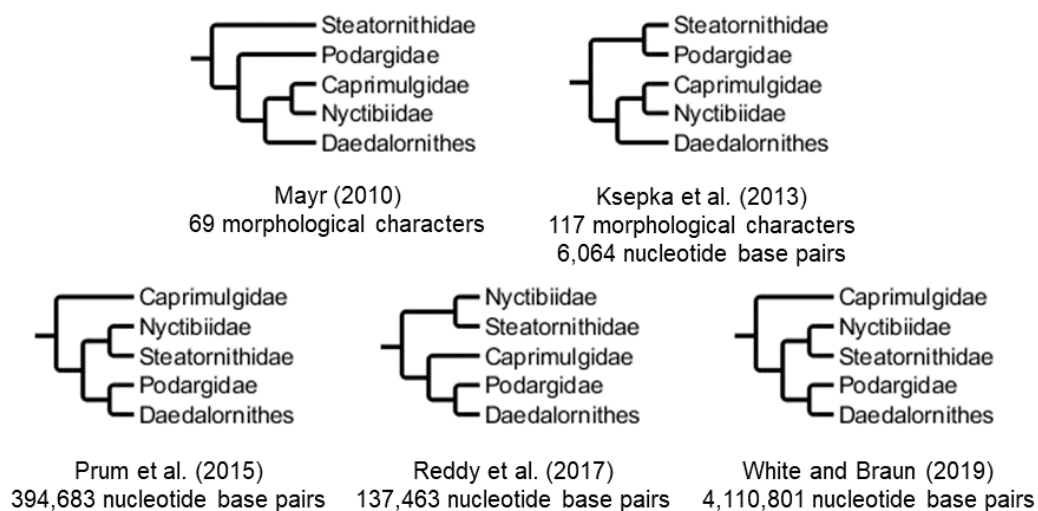 Steatornithidae
Podargidae
Caprimulgidae
Nyctibiidae
Daedalornithes
Mayr (2010)
69 morphological characters
Steatornithidae
Podargidae
Caprimulgidae
Nyctibiidae
Daedalornithes
Ksepka et al. (2013)
117 morphological characters
6,064 nucleotide base pairs
Caprimulgidae
Nyctibiidae
Steatornithidae
Podargidae
Daedalornithes
Prum et al. (2015)
394,683 nucleotide base pairs
Nyctibiidae
Steatornithidae
Caprimulgidae
Podargidae
Daedalornithes
Reddy et al. (2017)
137,463 nucleotide base pairs
Caprimulgidae
Nyctibiidae
Steatornithidae
Podargidae
Daedalornithes
White and Braun (2019)
4,110,801 nucleotide base pairs